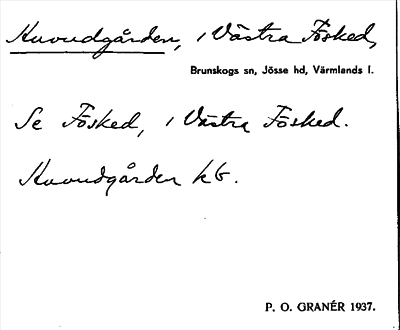 Huvudgården, i Västra Fösked,
Brunskogs sn, Jösse hd, Värmlands l.
Se Fösked, i Västra Fösked.
Huvudgården kb.
P. O. GRANÉR 1937.